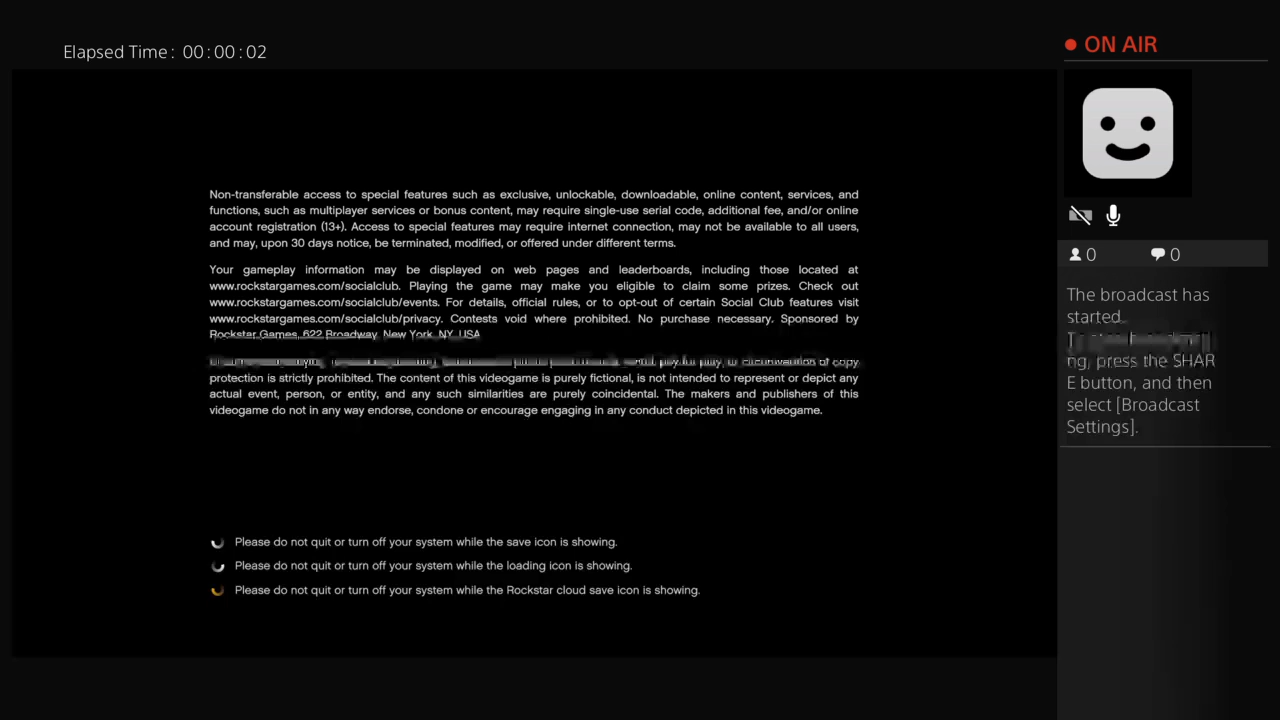 Elapsed Time: 00:00:02
ON AIR
Non-transferable access to special features such as exclusive, unlockable, downloadable, online content, services, and
functions, such as multiplayer services or bonus content, may require single-use serial code, additional fee, and/or online
account registration (13+). Access to special features may require internet connection, may not be available to all users,
and may, upon 30 days notice, be terminated, modified, or offered under different terms.
Your gameplay information may be displayed on web pages and leaderboards, including those located at
www.rockstargames.com/socialclub. Playing the game may make you eligible to claim some prizes. Check out
www.rockstargames.com/socialclub/events. For details, official rules, or to opt-out of certain Social Club features visit
www.rockstargames.com/socialclub/privacy. Contests void where prohibited. No purchase necessary. Sponsored by
Rockstar Games, 622 Broadway, New York, NY, USA
of copy
protection is strictly prohibited. The content of this videogame is purely fictional, is not intended to represent or depict any
actual event, person, or entity, and any such similarities are purely coincidental. The makers and publishers of this
videogame do not in any way endorse, condone or encourage engaging in any conduct depicted in this videogame.
Please do not quit or turn off your system while the save icon is showing.
Please do not quit or turn off your system while the loading icon is showing.
Please do not quit or turn off your system while the Rockstar cloud save icon is showing.
0 0
The broadcast has
started.
ng, press the SHAR
E button, and then
select [Broadcast
Settings].